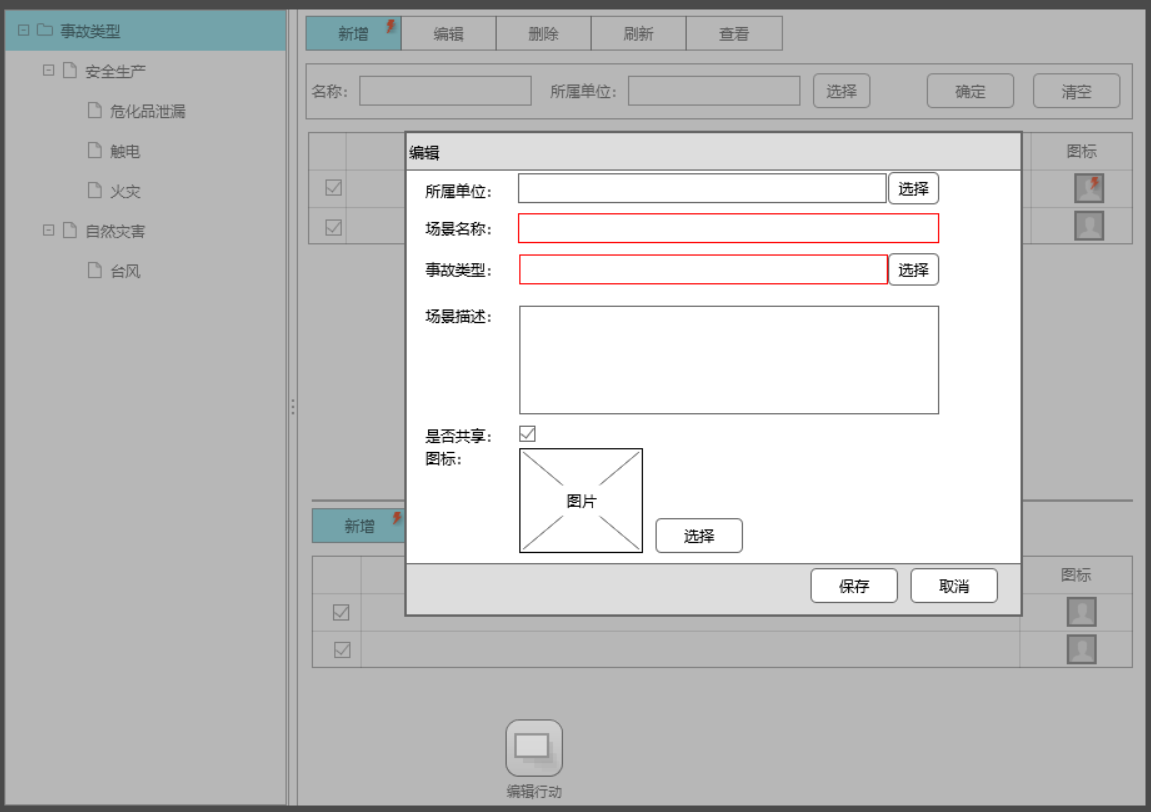 事故类型
安全生产
危化品泄漏
触电
火灾
自然灾害
台风
新增 编辑 删除 刷新 查看
名称: 所属单位: 选择 确定 清空
图标
编辑
所属单位: 选择
场景名称:
事故类型: 选择
场景描述:
是否共享:
图标:
图片
选择
保存 取消
新增
图标
编辑行动